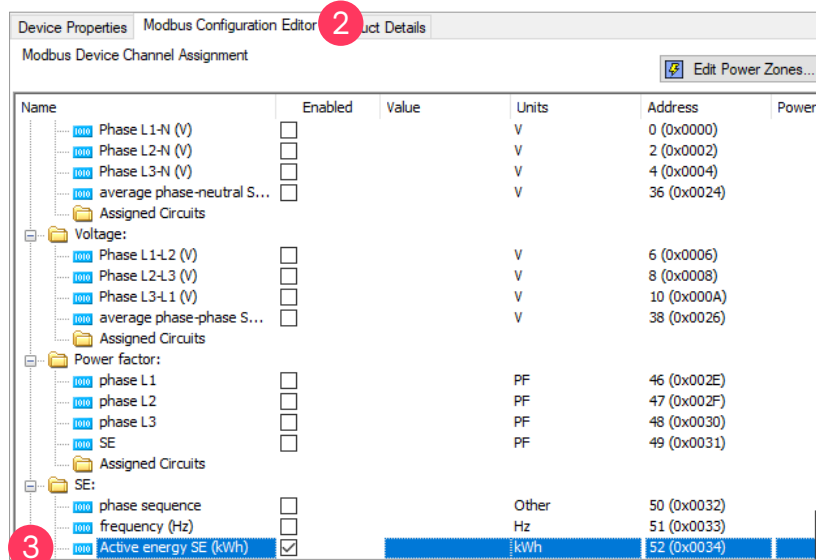 Device Properties Modbus Configuration Editor 2 uct Details
Modbus Device Channel Assignment
Edit Power Zones...
Name Enabled Value Units Address Power
Phase L1-N (V) V 0 (0x0000)
Phase L2-N (V) V 2 (0x0002)
Phase L3-N (V) V 4 (0x0004)
average phase-neutral S... V 36 (0x0024)
Assigned Circuits
Voltage:
Phase L1-L2 (V) V 6 (0x0006)
Phase L2-L3 (V) V 8 (0x0008)
Phase L3-L1 (V) V 10 (0x000A)
average phase-phase S... V 38 (0x0026)
Assigned Circuits
Power factor:
phase L1 PF 46 (0x002E)
phase L2 PF 47 (0x002F)
phase L3 PF 48 (0x0030)
SE PF 49 (0x0031)
Assigned Circuits
SE:
phase sequence Other 50 (0x0032)
frequency (Hz) Hz 51 (0x0033)
3 Active energy SE (kWh) kWh 52 (0x0034)